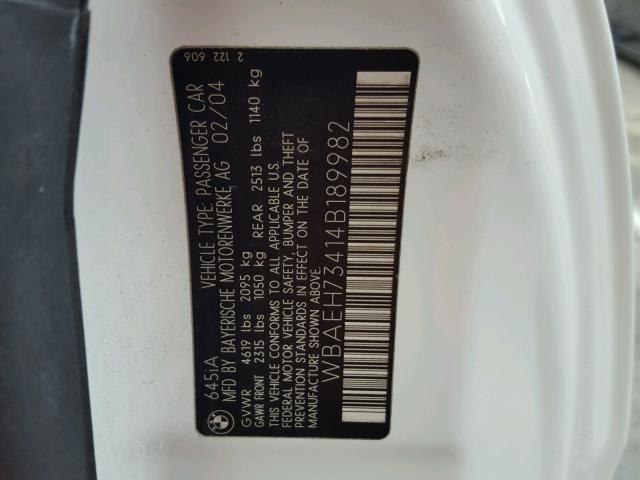 645iA VEHICLE TYPE: PASSENGER CAR 2 122 606
MFD BY BAYERISCHE MOTORENWERKE AG 02/04
GVWR 4619 lbs 2095 kg
GAWR FRONT 2315 lbs 1050 kg REAR 2513 lbs 1140 kg
THIS VEHICLE CONFORMS TO ALL APPLICABLE U.S.
FEDERAL MOTOR VEHICLE SAFETY, BUMPER AND THEFT
PREVENTION STANDARDS IN EFFECT ON THE DATE OF
MANUFACTURE SHOWN ABOVE.
WBAEH73414B189982